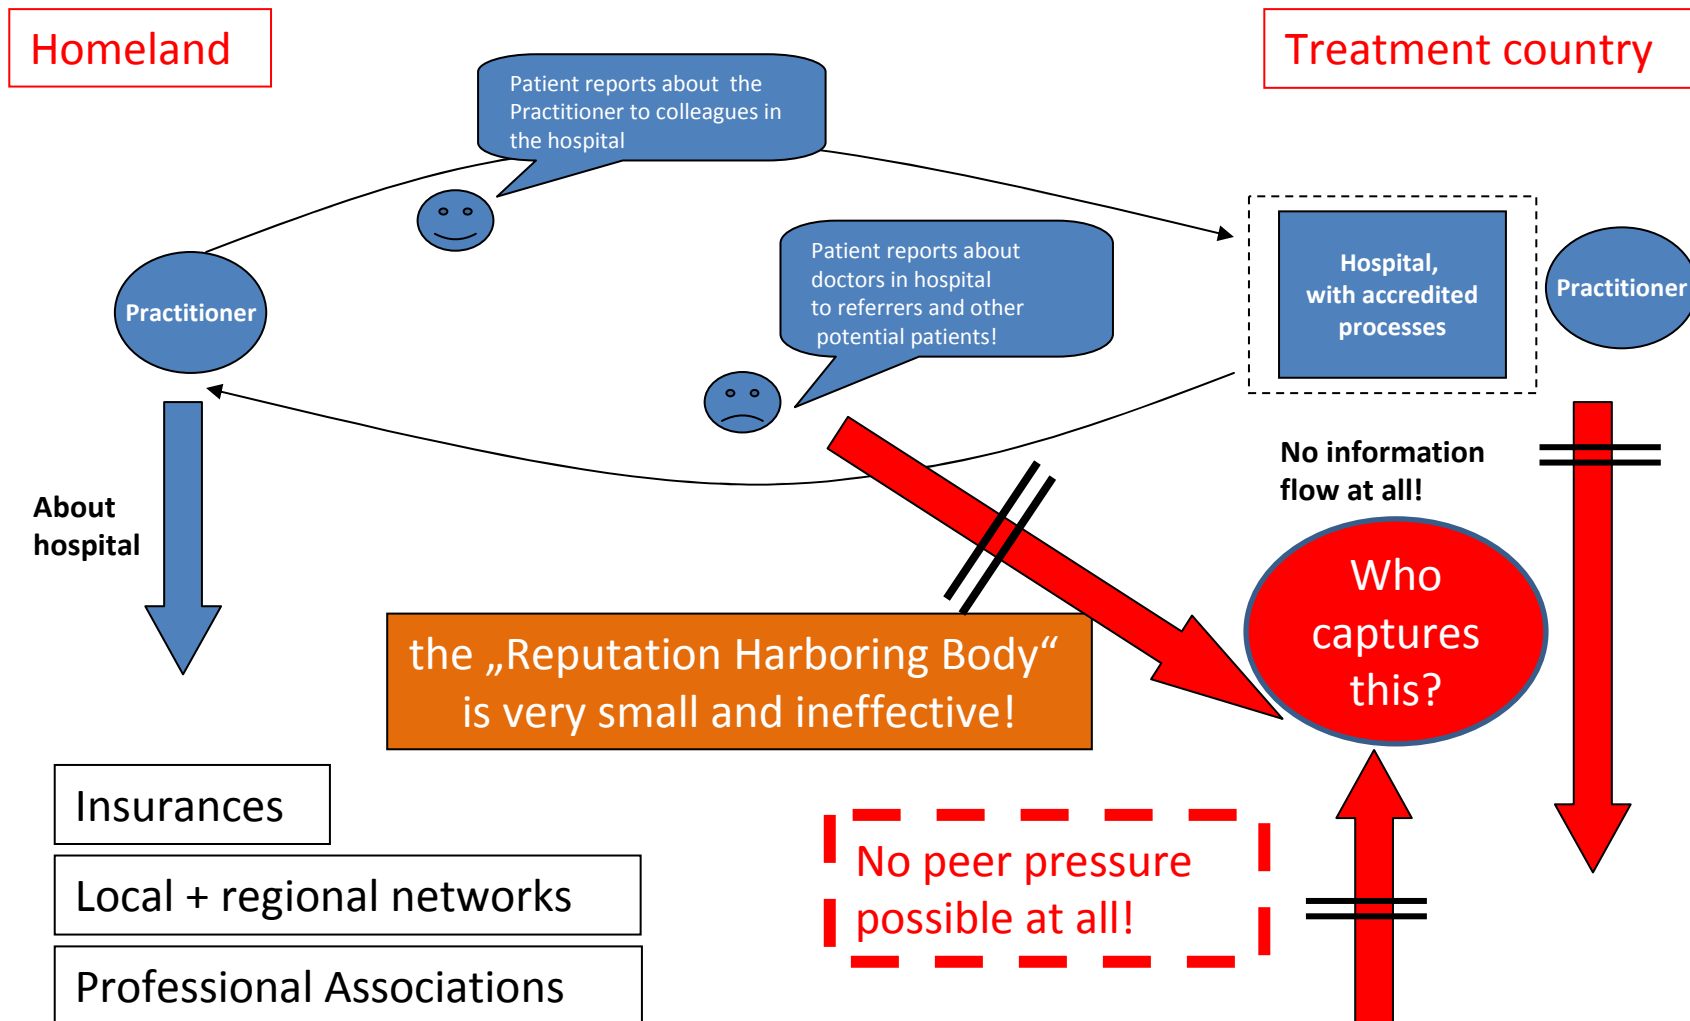 Homeland
Treatment country
Patient reports about  the
Practitioner to colleagues in
the hospital
Patient reports about
doctors in hospital
to referrers and other
potential patients!
Practitioner
Hospital,
with accredited
processes
Practitioner
No information
flow at all!
About
hospital
Who
captures
this?
the „Reputation Harboring Body“
is very small and ineffective!
Insurances
Local + regional networks
Professional Associations
No peer pressure
possible at all!